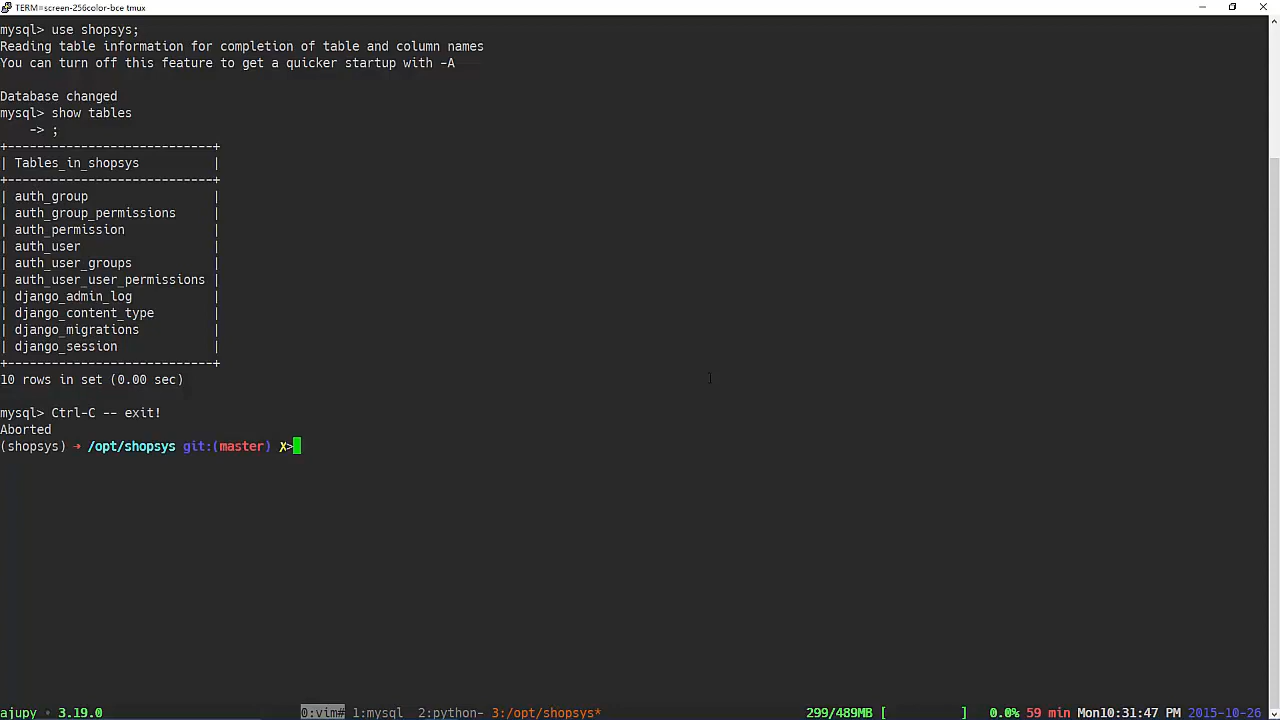 TERM=screen-256color-bce tmux
mysql> use shopsys;
Reading table information for completion of table and column names
You can turn off this feature to get a quicker startup with -A
Database changed
mysql> show tables
    -> ;
+---------------------------+
| Tables_in_shopsys         |
+---------------------------+
| auth_group                |
| auth_group_permissions    |
| auth_permission           |
| auth_user                 |
| auth_user_groups          |
| auth_user_user_permissions |
| django_admin_log          |
| django_content_type       |
| django_migrations         |
| django_session            |
+---------------------------+
10 rows in set (0.00 sec)
mysql> Ctrl-C -- exit!
Aborted
(shopsys) → /opt/shopsys git:(master) ✗>
ajupy • 3.19.0 0:vim# 1:mysql 2:python- 3:/opt/shopsys* 299/489MB [ ] 0.0% 59 min Mon10:31:47 PM 2015-10-26